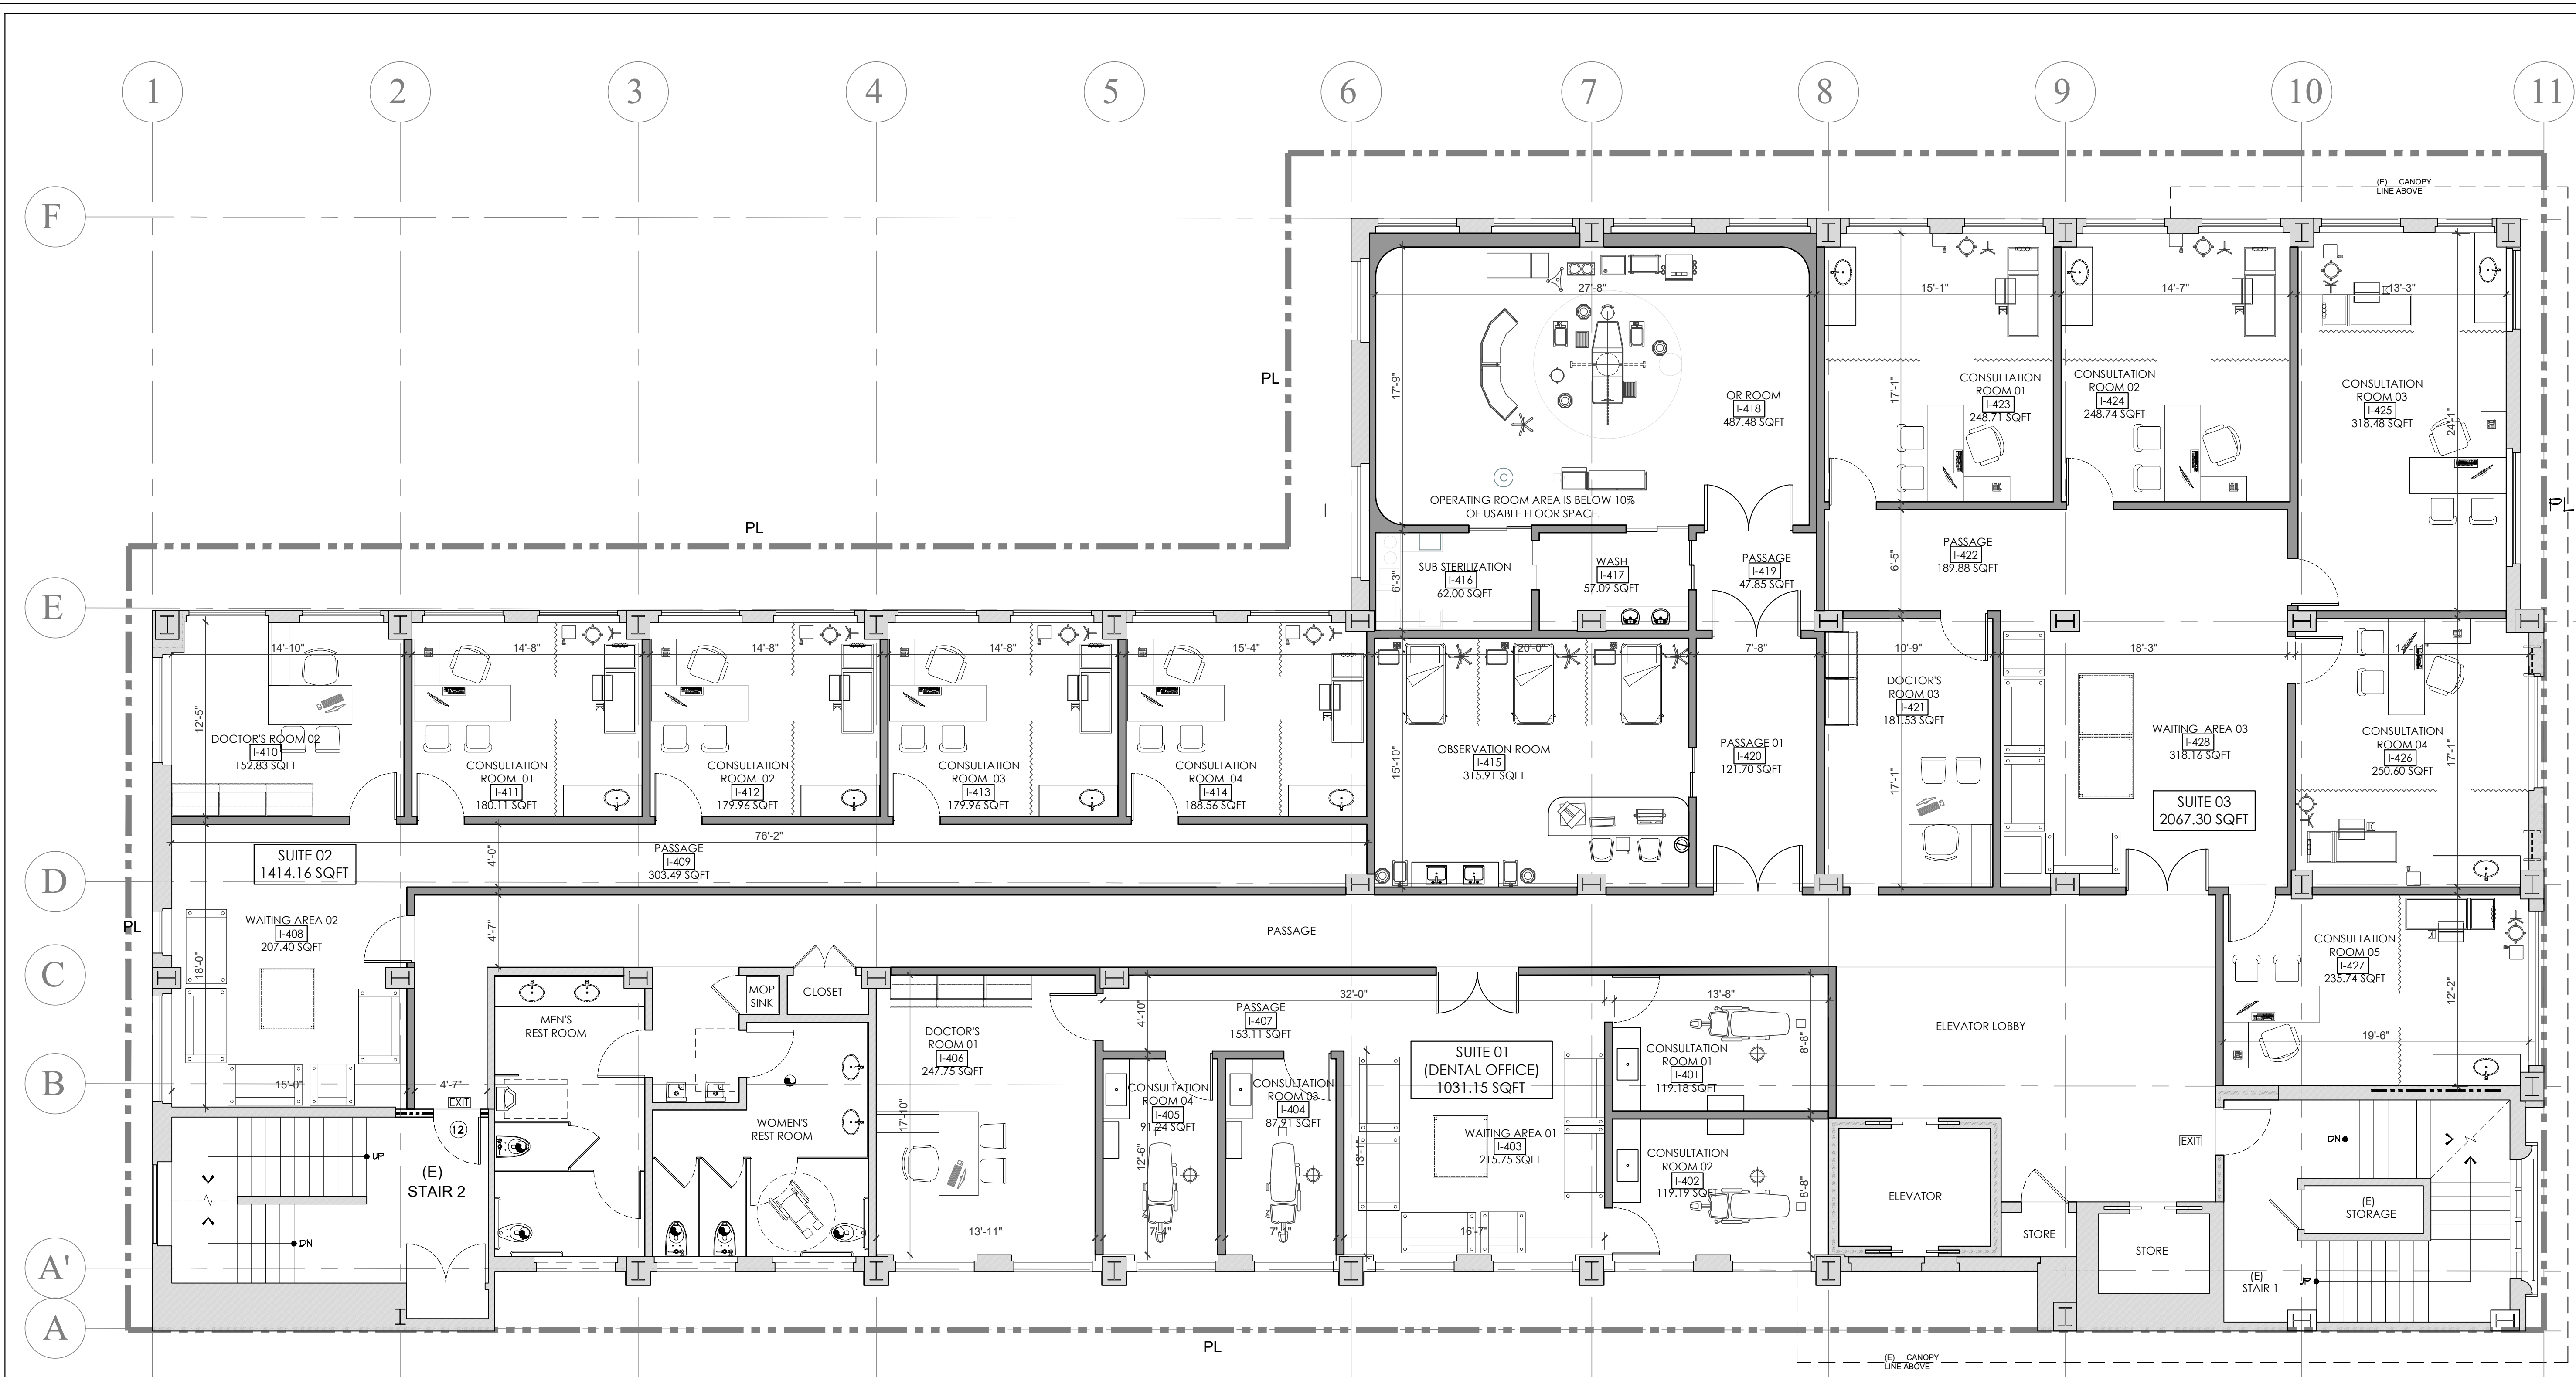 1
2
3
4
5
6
7
8
9
10
11
F
E
D
C
B
A'
A
(E) CANOPY
LINE ABOVE
PL
PL
PL
PL
27'-8"
17'-9"
OR ROOM
I-418
487.48 SQFT
C
OPERATING ROOM AREA IS BELOW 10%
OF USABLE FLOOR SPACE.
15'-1"
17'-1"
CONSULTATION
ROOM 01
I-423
248.71 SQFT
14'-7"
CONSULTATION
ROOM 02
I-424
248.74 SQFT
13'-3"
24'-1"
CONSULTATION
ROOM 03
I-425
318.48 SQFT
6'-3"
SUB STERILIZATION
I-416
62.00 SQFT
WASH
I-417
57.09 SQFT
PASSAGE
I-419
47.85 SQFT
6'-5"
PASSAGE
I-422
189.88 SQFT
14'-10"
12'-5"
DOCTOR'S ROOM 02
I-410
152.83 SQFT
14'-8"
CONSULTATION
ROOM 01
I-411
180.11 SQFT
14'-8"
CONSULTATION
ROOM 02
I-412
179.96 SQFT
14'-8"
CONSULTATION
ROOM 03
I-413
179.96 SQFT
15'-4"
CONSULTATION
ROOM 04
I-414
188.56 SQFT
20'-0"
15'-10"
OBSERVATION ROOM
I-415
315.91 SQFT
7'-8"
PASSAGE 01
I-420
121.70 SQFT
10'-9"
17'-1"
DOCTOR'S
ROOM 03
I-421
181.53 SQFT
18'-3"
WAITING AREA 03
I-428
318.16 SQFT
SUITE 03
2067.30 SQFT
17'-1"
CONSULTATION
ROOM 04
I-426
250.60 SQFT
76'-2"
4'-0"
PASSAGE
I-409
303.49 SQFT
SUITE 02
1414.16 SQFT
WAITING AREA 02
I-408
207.40 SQFT
18'-0"
15'-0"
4'-7"
4'-7"
PASSAGE
EXIT
12
(E)
STAIR 2
UP
DN
MEN'S
REST ROOM
WOMEN'S
REST ROOM
MOP
SINK
CLOSET
DOCTOR'S
ROOM 01
I-406
247.75 SQFT
17'-10"
13'-11"
32'-0"
4'-10"
PASSAGE
I-407
153.11 SQFT
CONSULTATION
ROOM 04
I-405
91.24 SQFT
12'-6"
7'-4"
CONSULTATION
ROOM 03
I-404
87.91 SQFT
7'-4"
SUITE 01
(DENTAL OFFICE)
1031.15 SQFT
WAITING AREA 01
I-403
215.75 SQFT
13'-1"
16'-7"
13'-8"
8'-8"
CONSULTATION
ROOM 01
I-401
119.18 SQFT
CONSULTATION
ROOM 02
I-402
119.19 SQFT
8'-8"
ELEVATOR LOBBY
ELEVATOR
STORE
STORE
CONSULTATION
ROOM 05
I-427
235.74 SQFT
12'-2"
19'-6"
EXIT
DN
(E)
STORAGE
(E)
STAIR 1
UP
(E) CANOPY
LINE ABOVE